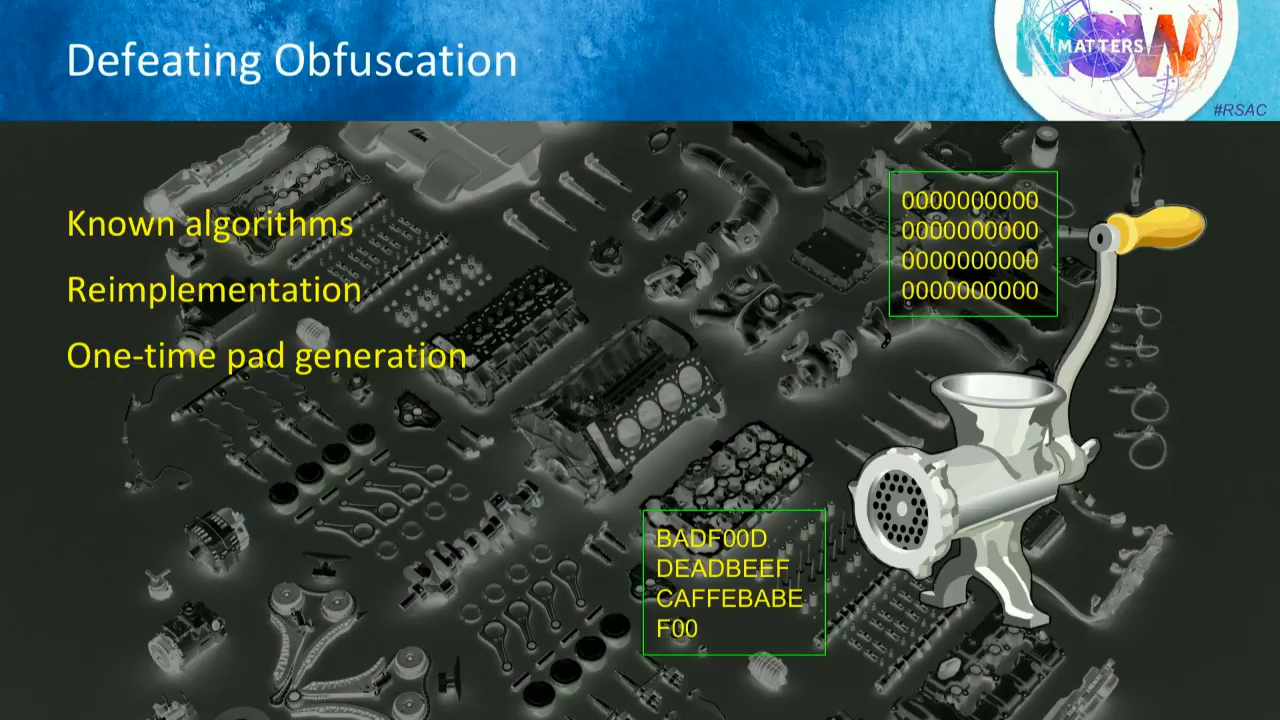 Defeating Obfuscation
NOW
MATTERS
#RSAC
Known algorithms
Reimplementation
One-time pad generation
0000000000
0000000000
0000000000
0000000000
BADF00D
DEADBEEF
CAFFEBABE
F00